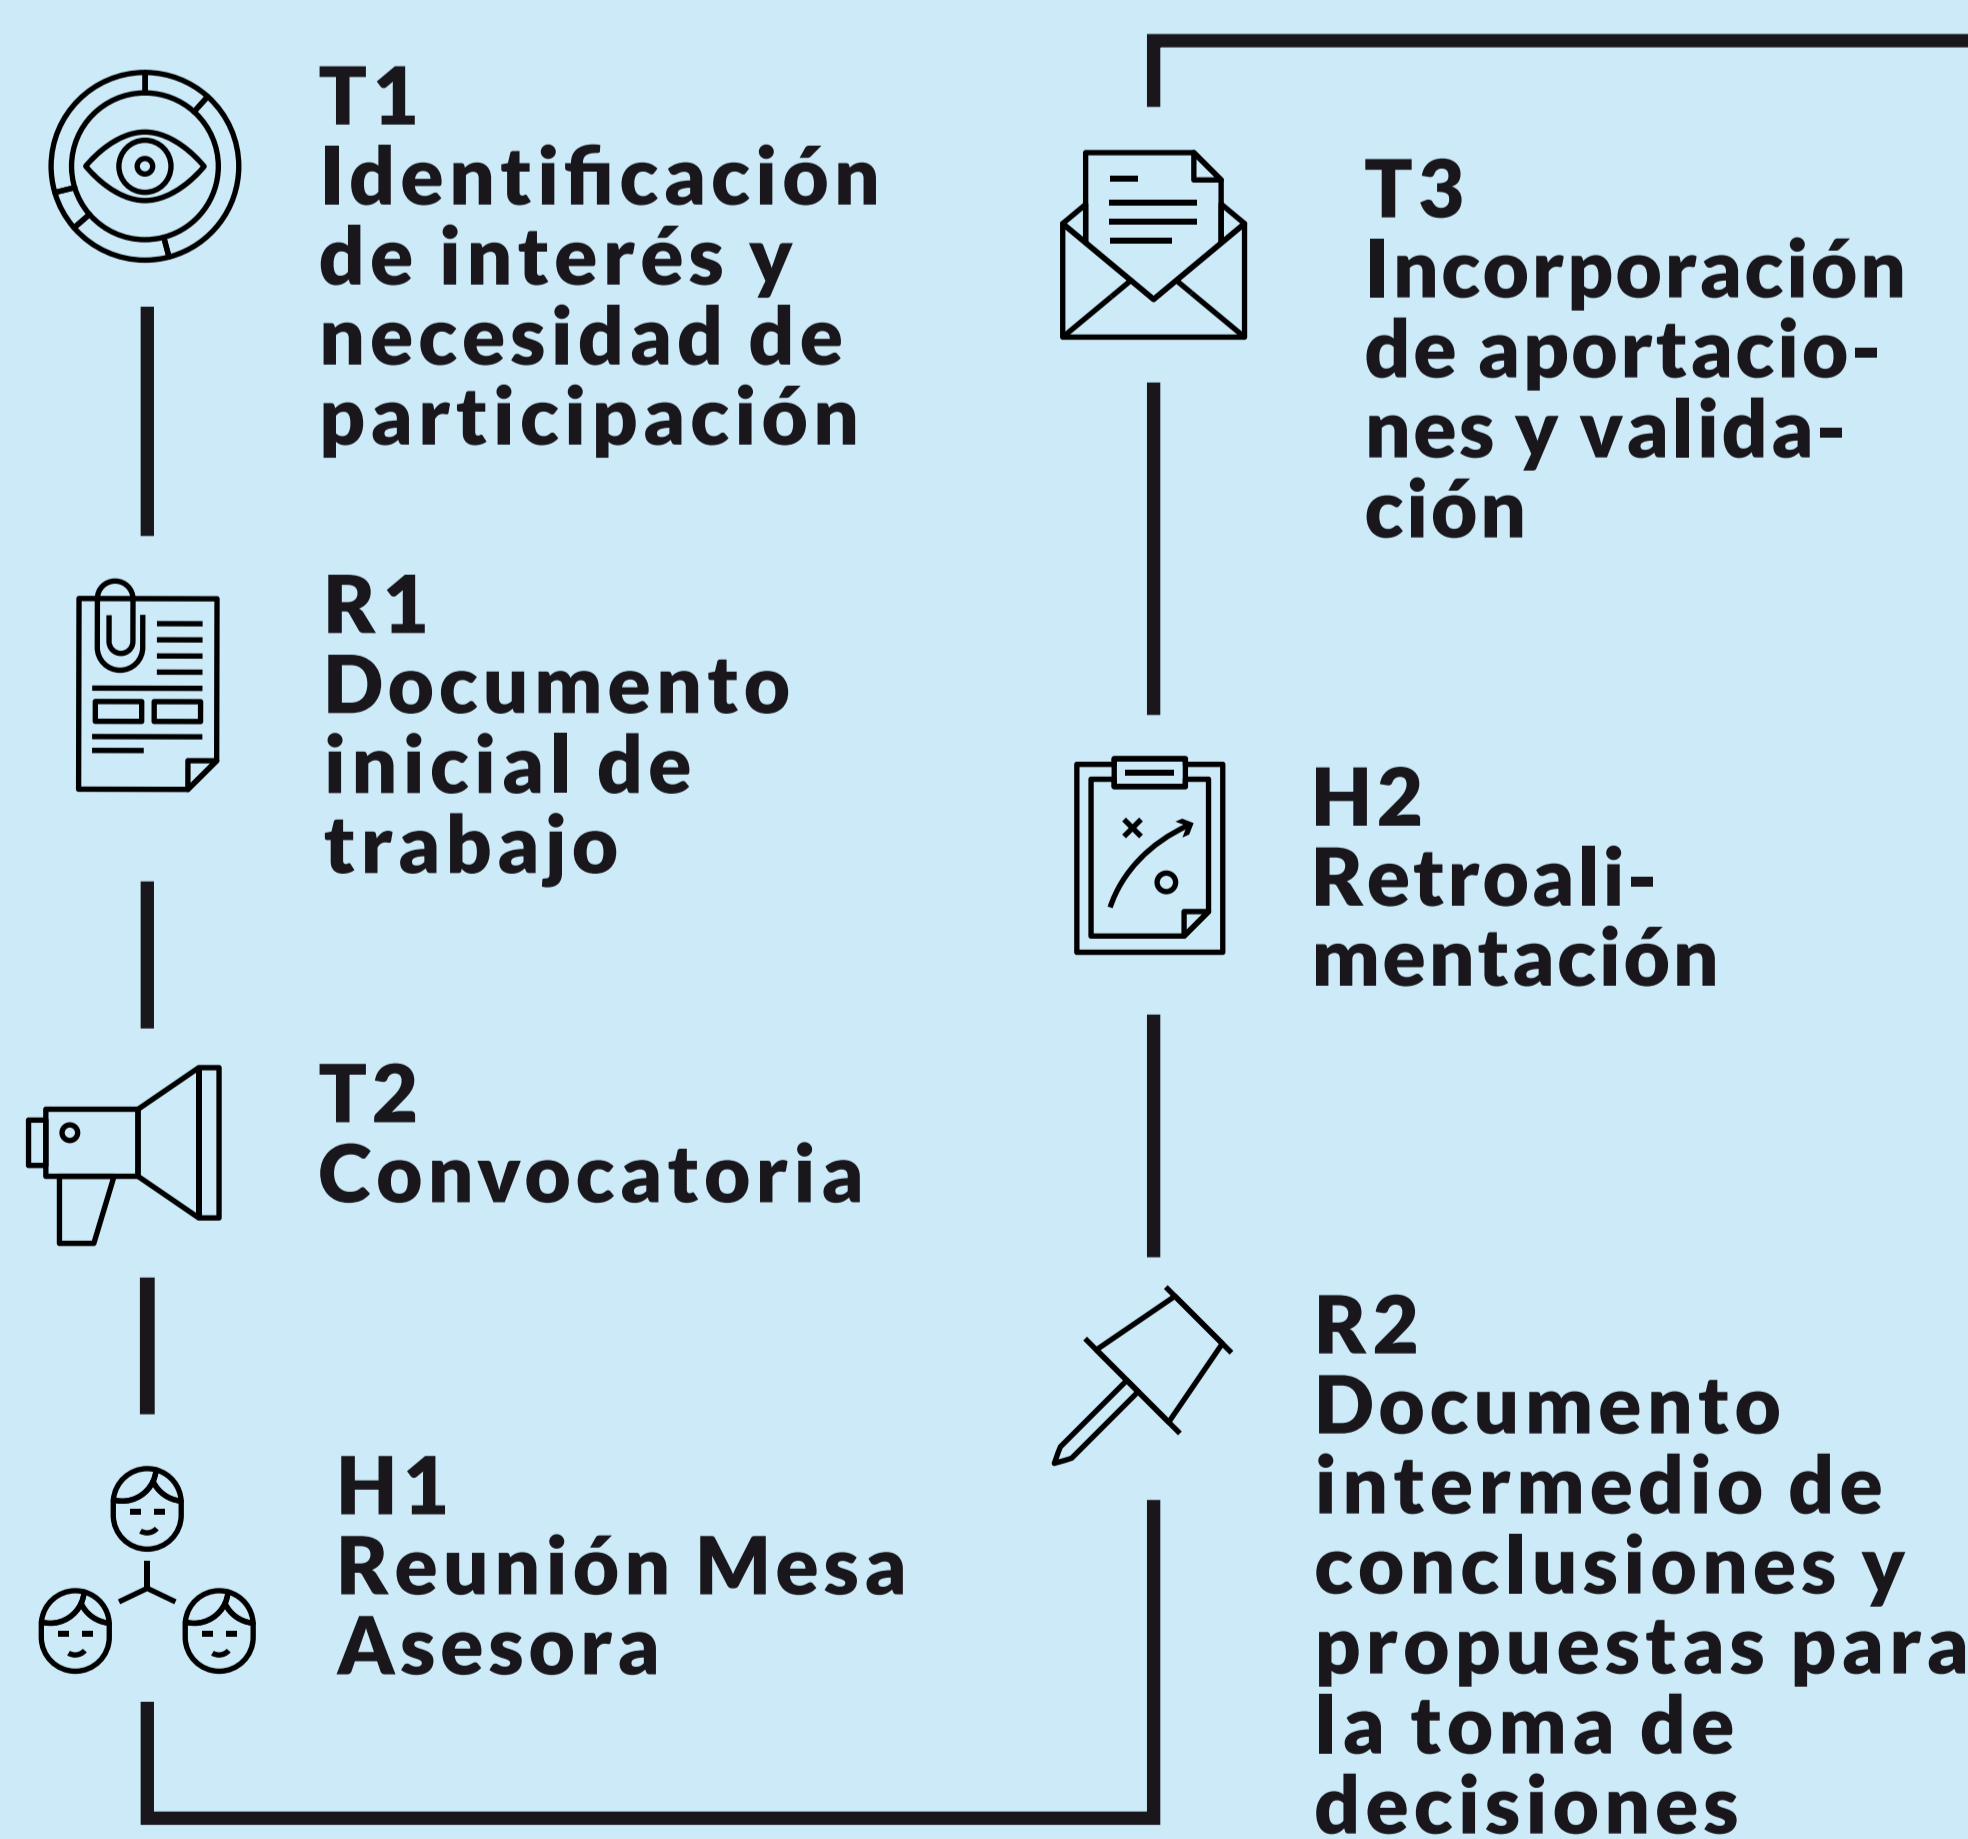 T1
Identificación
de interés y
necesidad de
participación
R1
Documento
inicial de
trabajo
T2
Convocatoria
H1
Reunión Mesa
Asesora
T3
Incorporación
de aportacio-
nes y valida-
ción
H2
Retroali-
mentación
R2
Documento
intermedio de
conclusiones y
propuestas para
la toma de
decisiones